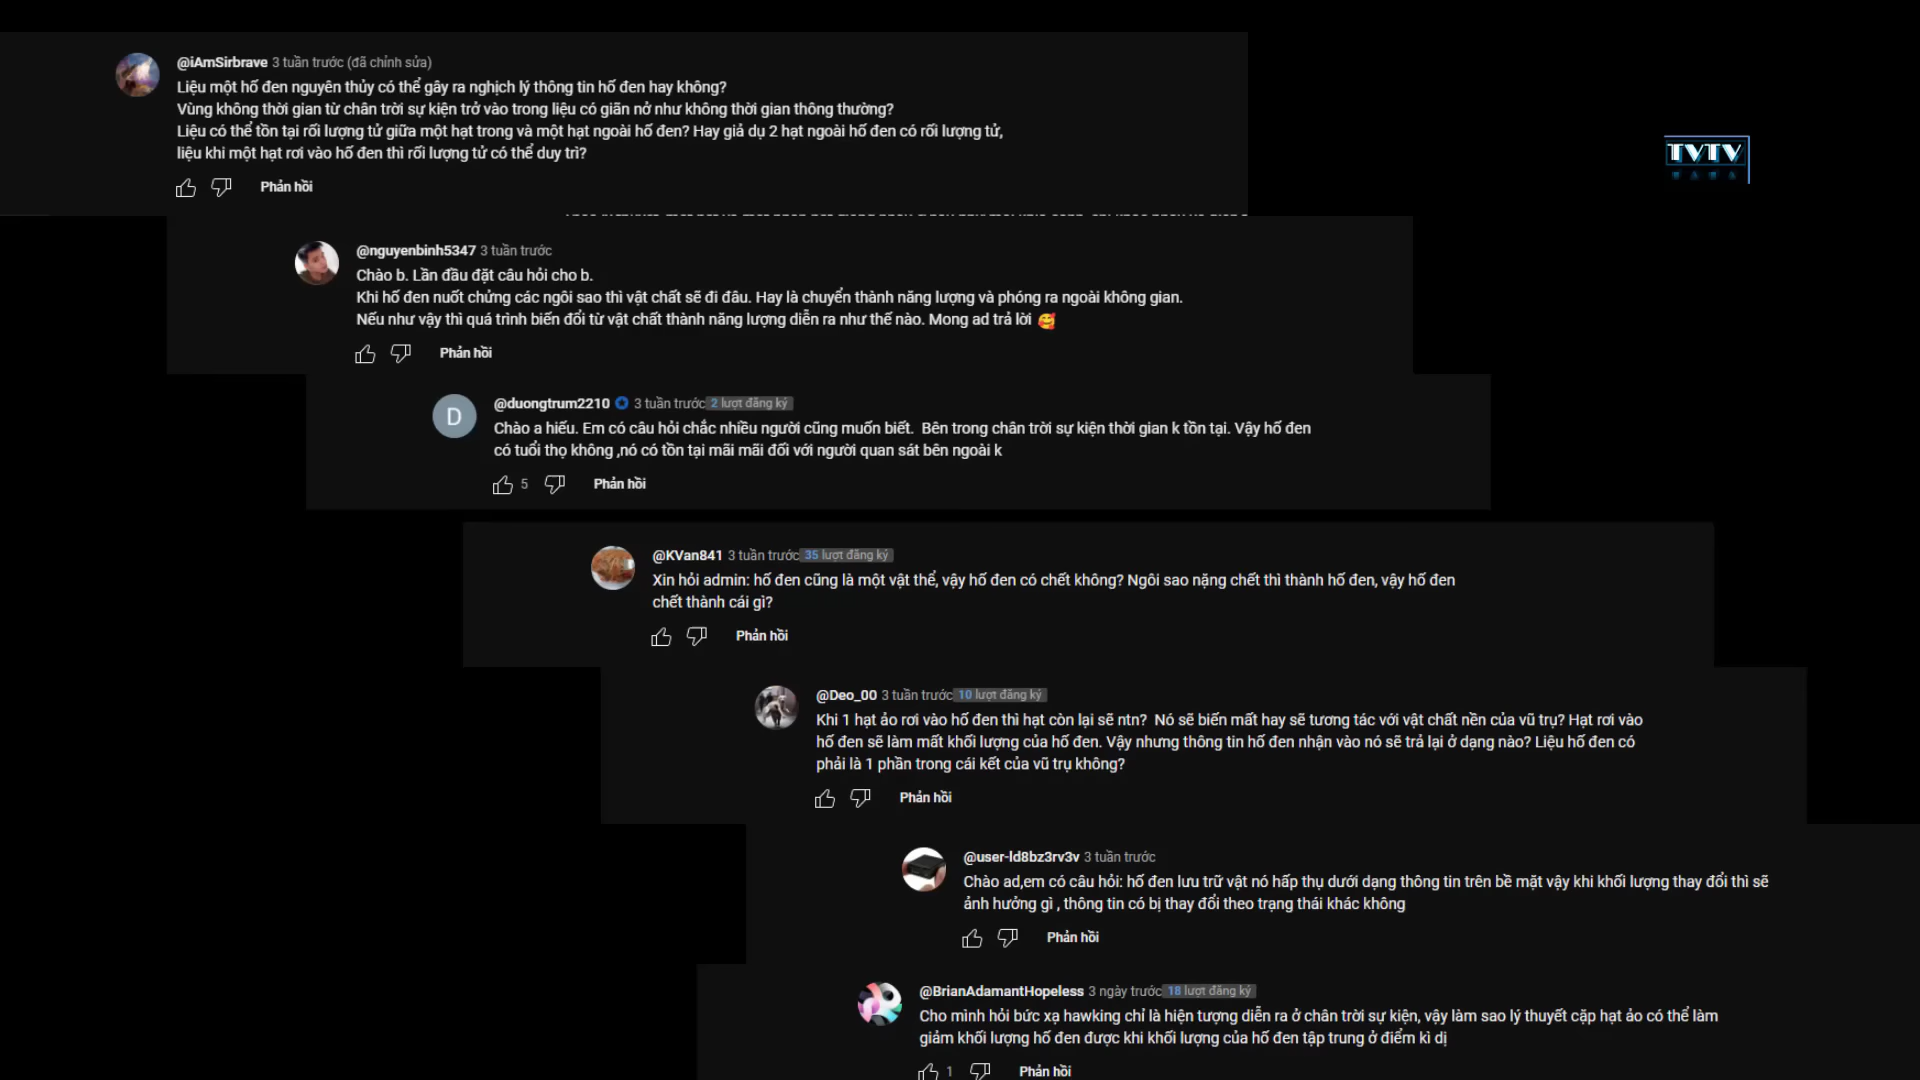 @iAmSirbrave 3 tuần trước (đã chỉnh sửa)
Liệu một hố đen nguyên thủy có thể gây ra nghịch lý thông tin hố đen hay không?
Vùng không thời gian từ chân trời sự kiện trở vào trong liệu có giãn nở như không thời gian thông thường?
Liệu có thể tồn tại rối lượng tử giữa một hạt trong và một hạt ngoài hố đen? Hay giả dụ 2 hạt ngoài hố đen có rối lượng tử,
liệu khi một hạt rơi vào hố đen thì rối lượng tử có thể duy trì?
Phản hồi
TVTV
@nguyenbinh5347 3 tuần trước
Chào b. Lần đầu đặt câu hỏi cho b.
Khi hố đen nuốt chửng các ngôi sao thì vật chất sẽ đi đâu. Hay là chuyển thành năng lượng và phóng ra ngoài không gian.
Nếu như vậy thì quá trình biến đổi từ vật chất thành năng lượng diễn ra như thế nào. Mong ad trả lời 🥰
Phản hồi
D
@duongtrum2210 3 tuần trước 2 lượt đăng ký
Chào a hiếu. Em có câu hỏi chắc nhiều người cũng muốn biết. Bên trong chân trời sự kiện thời gian k tồn tại. Vậy hố đen
có tuổi thọ không ,nó có tồn tại mãi mãi đối với người quan sát bên ngoài k
5 Phản hồi
@KVan841 3 tuần trước 35 lượt đăng ký
Xin hỏi admin: hố đen cũng là một vật thể, vậy hố đen có chết không? Ngôi sao nặng chết thì thành hố đen, vậy hố đen
chết thành cái gì?
Phản hồi
@Deo_00 3 tuần trước 10 lượt đăng ký
Khi 1 hạt ảo rơi vào hố đen thì hạt còn lại sẽ ntn? Nó sẽ biến mất hay sẽ tương tác với vật chất nền của vũ trụ? Hạt rơi vào
hố đen sẽ làm mất khối lượng của hố đen. Vậy nhưng thông tin hố đen nhận vào nó sẽ trả lại ở dạng nào? Liệu hố đen có
phải là 1 phần trong cái kết của vũ trụ không?
Phản hồi
@user-ld8bz3rv3v 3 tuần trước
Chào ad,em có câu hỏi: hố đen lưu trữ vật nó hấp thụ dưới dạng thông tin trên bề mặt vậy khi khối lượng thay đổi thì sẽ
ảnh hưởng gì , thông tin có bị thay đổi theo trạng thái khác không
Phản hồi
@BrianAdamantHopeless 3 ngày trước 18 lượt đăng ký
Cho mình hỏi bức xạ hawking chỉ là hiện tượng diễn ra ở chân trời sự kiện, vậy làm sao lý thuyết cặp hạt ảo có thể làm
giảm khối lượng hố đen được khi khối lượng của hố đen tập trung ở điểm kì dị
1 Phản hồi